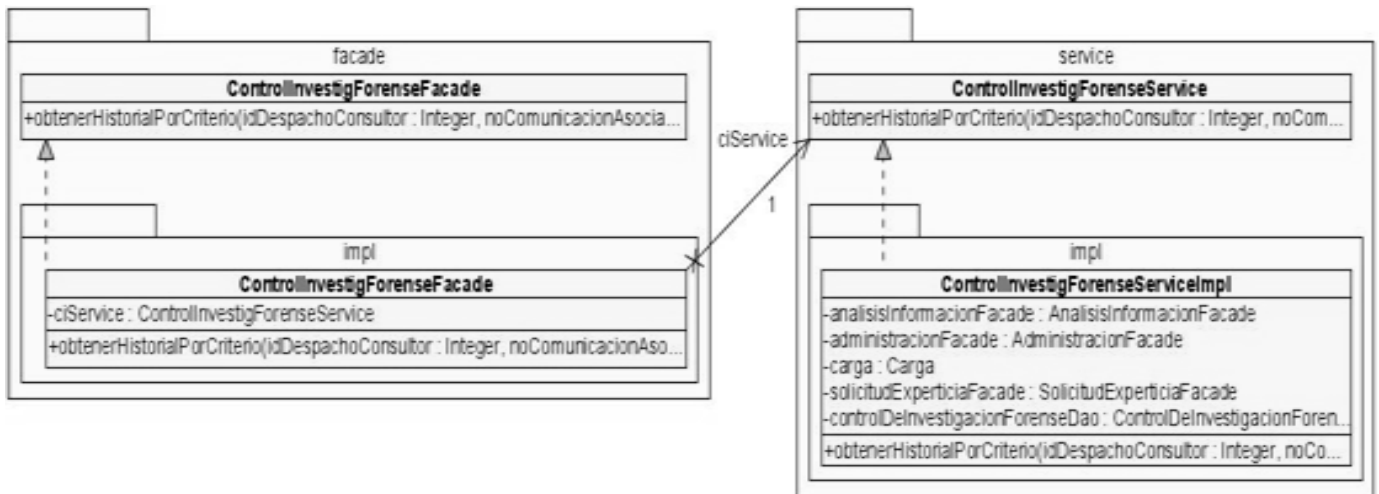 facade
ControlInvestigForenseFacade
+obtenerHistorialPorCriterio(idDespachoConsultor : Integer, noComunicacionAsocia...
impl
ControlInvestigForenseFacade
-ciService : ControlInvestigForenseService
+obtenerHistorialPorCriterio(idDespachoConsultor : Integer, noComunicacionAso...
ciService
1
service
ControlInvestigForenseService
+obtenerHistorialPorCriterio(idDespachoConsultor : Integer, noCom...
impl
ControlInvestigForenseServiceImpl
-analisisInformacionFacade : AnalisisInformacionFacade
-administracionFacade : AdministracionFacade
-carga : Carga
-solicitudExperticiaFacade : SolicitudExperticiaFacade
-controlDeInvestigacionForenseDao : ControlDeInvestigacionForen...
+obtenerHistorialPorCriterio(idDespachoConsultor : Integer, noCo...